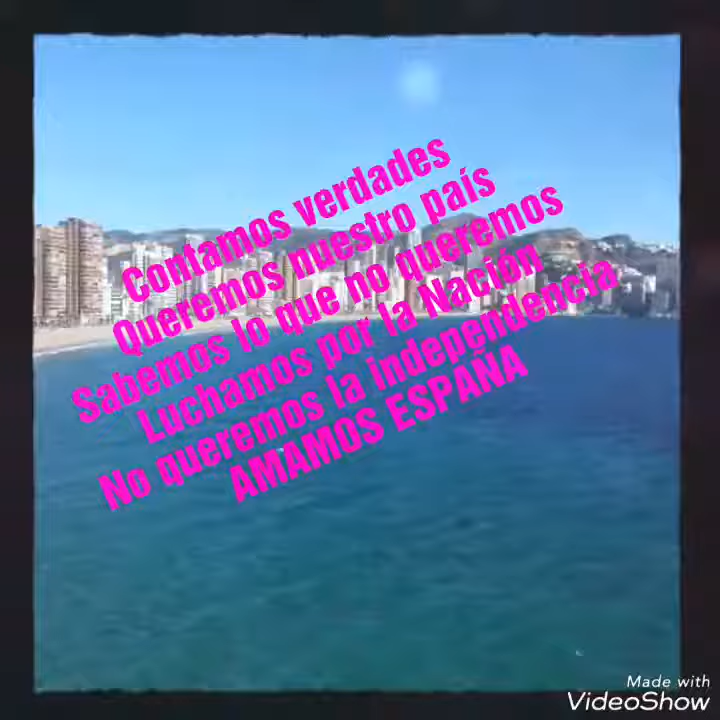 Contamos verdades
Queremos nuestro país
Sabemos lo que no queremos
Luchamos por la Nación
No queremos la independencia
AMAMOS ESPAÑA
Made with
VideoShow